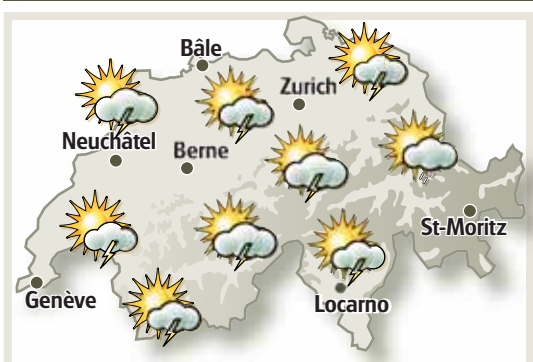 Bâle
Zurich
Neuchâtel
Berne
St-Moritz
Genève
Locarno